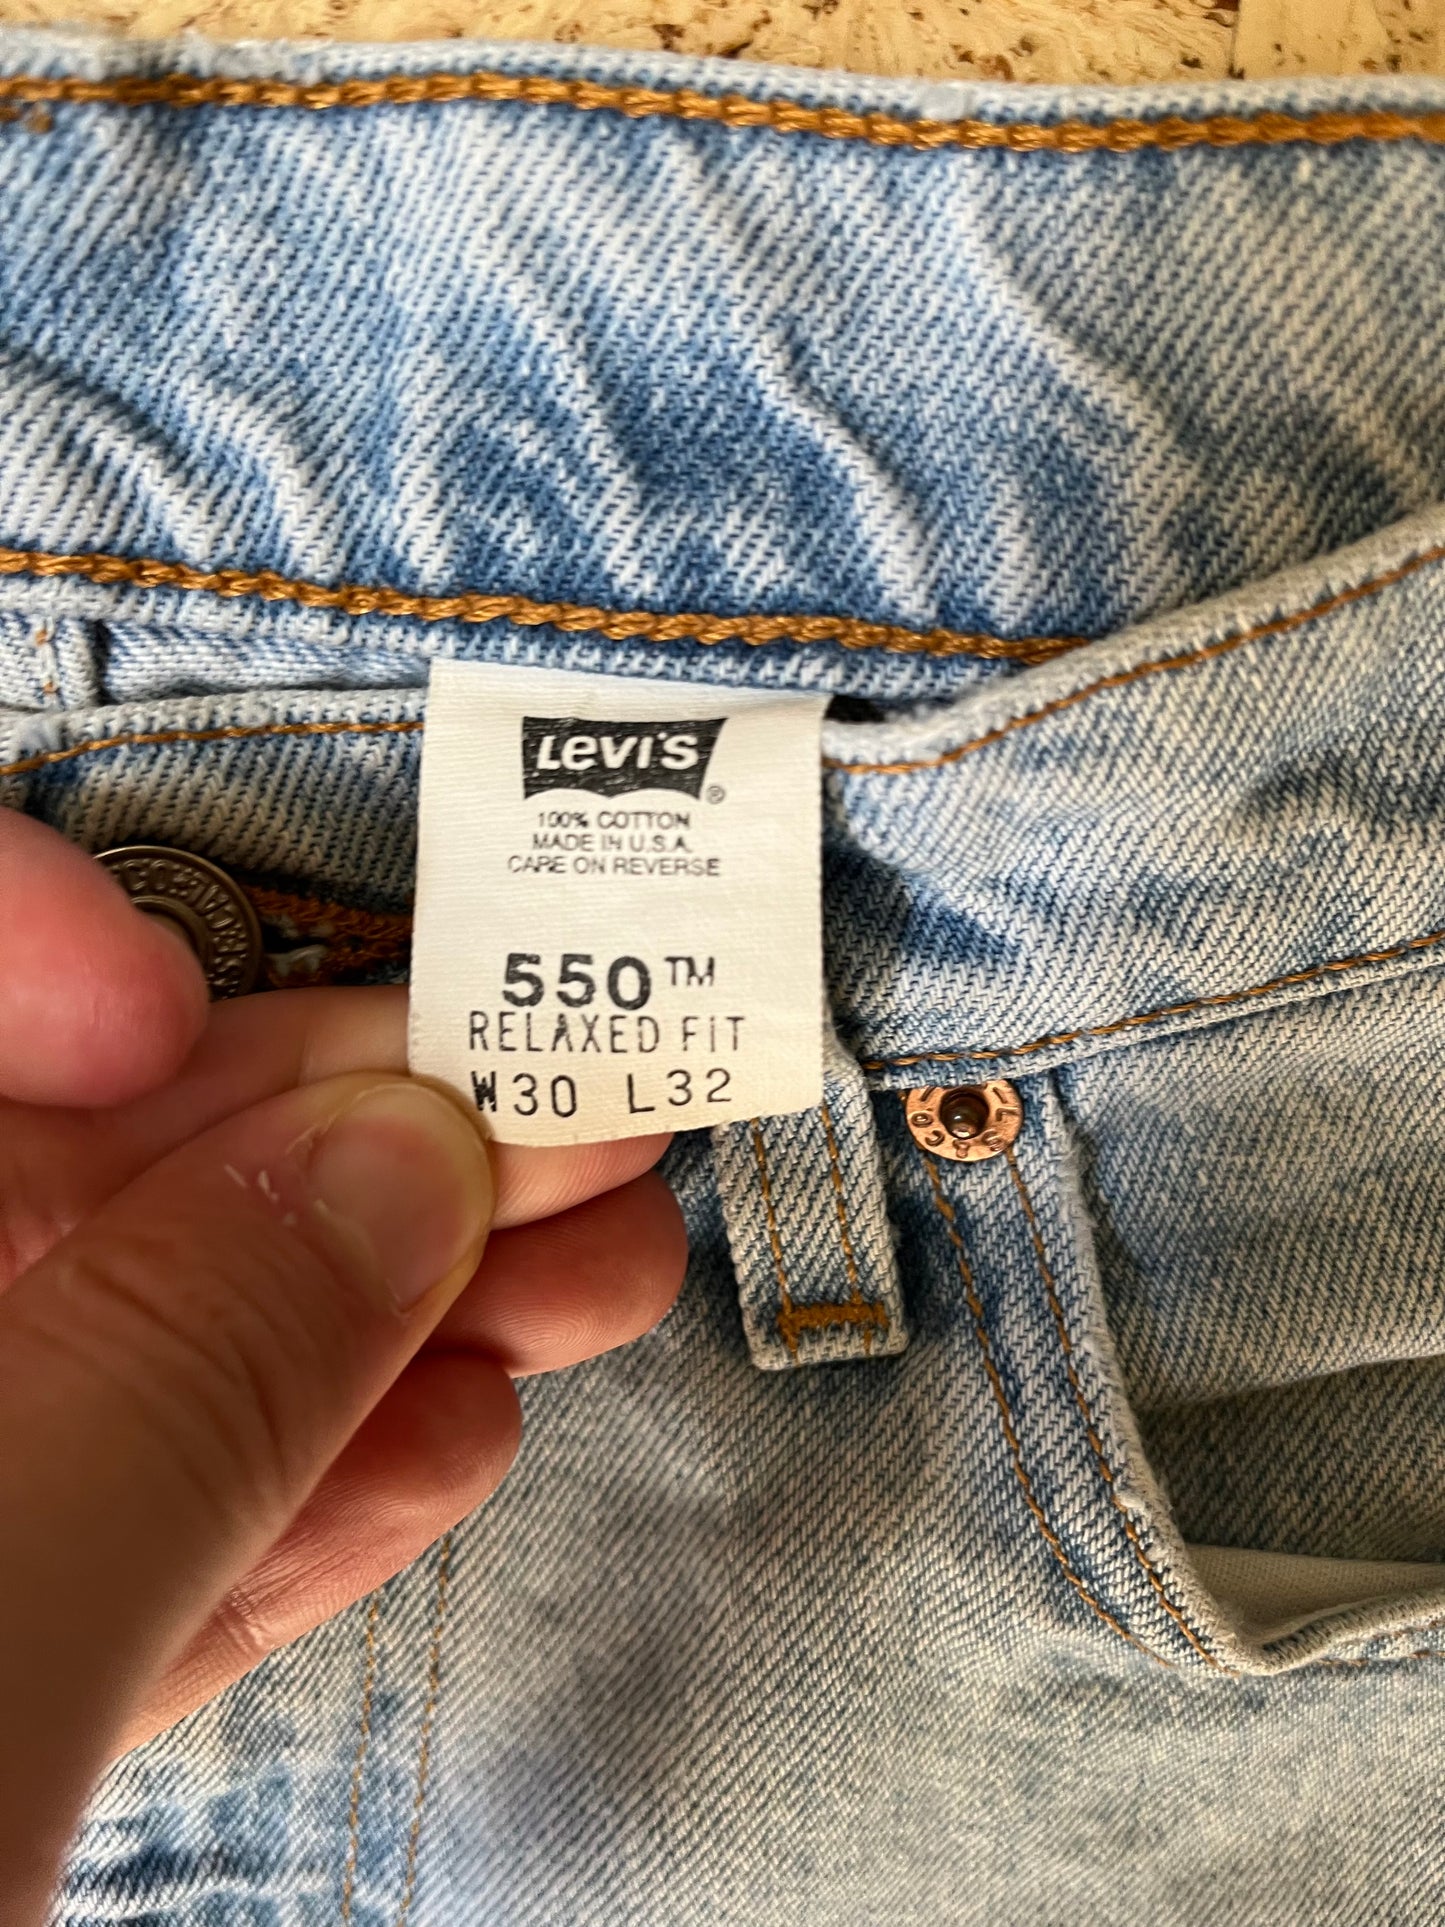 LEVI'S ®
100% COTTON
MADE IN U.S.A.
CARE ON REVERSE
550™
RELAXED FIT
W30 L32